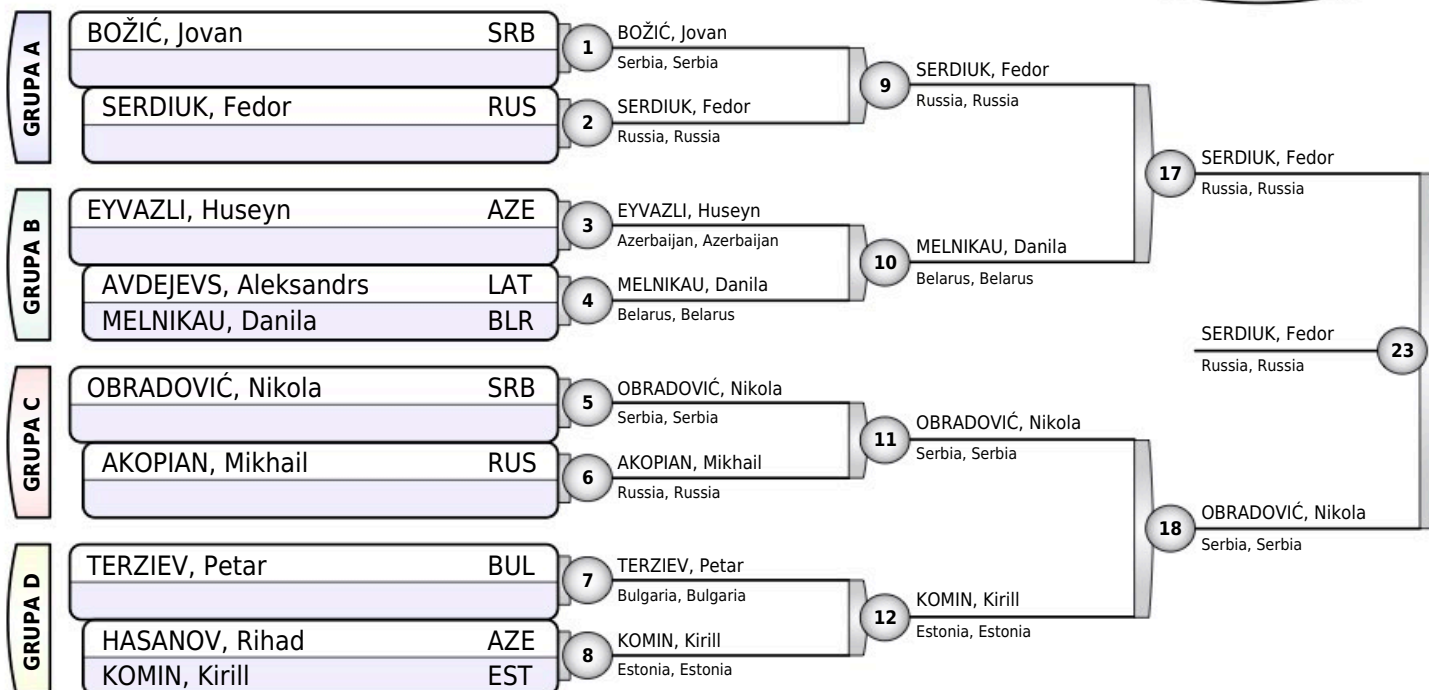 GRUPA A
BOŽIĆ, Jovan SRB
SERDIUK, Fedor RUS
GRUPA B
EYVAZLI, Huseyn AZE
AVDEJEVS, Aleksandrs LAT
MELNIKAU, Danila BLR
GRUPA C
OBRADOVIĆ, Nikola SRB
AKOPIAN, Mikhail RUS
GRUPA D
TERZIEV, Petar BUL
HASANOV, Rihad AZE
KOMIN, Kirill EST
1
BOŽIĆ, Jovan
Serbia, Serbia
2
SERDIUK, Fedor
Russia, Russia
3
EYVAZLI, Huseyn
Azerbaijan, Azerbaijan
4
MELNIKAU, Danila
Belarus, Belarus
5
OBRADOVIĆ, Nikola
Serbia, Serbia
6
AKOPIAN, Mikhail
Russia, Russia
7
TERZIEV, Petar
Bulgaria, Bulgaria
8
KOMIN, Kirill
Estonia, Estonia
9
SERDIUK, Fedor
Russia, Russia
10
MELNIKAU, Danila
Belarus, Belarus
11
OBRADOVIĆ, Nikola
Serbia, Serbia
12
KOMIN, Kirill
Estonia, Estonia
17
SERDIUK, Fedor
Russia, Russia
SERDIUK, Fedor
Russia, Russia
23
18
OBRADOVIĆ, Nikola
Serbia, Serbia